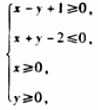 x-y+1≥0,
x+y-2≤0,
x≥0,
y≥0,